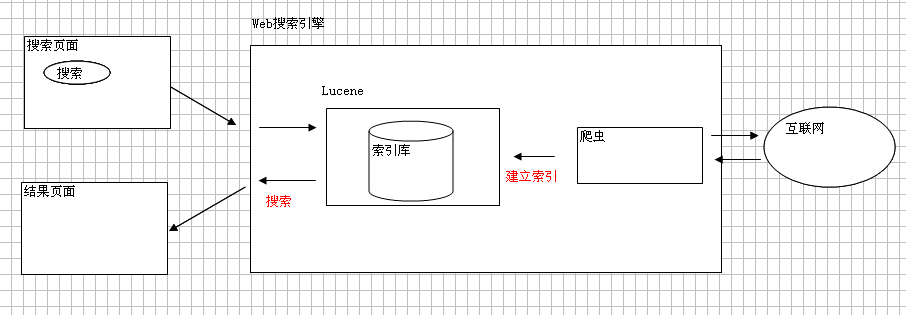 Web搜索引擎
搜索页面
搜索
Lucene
索引库
爬虫
互联网
建立索引
结果页面
搜索